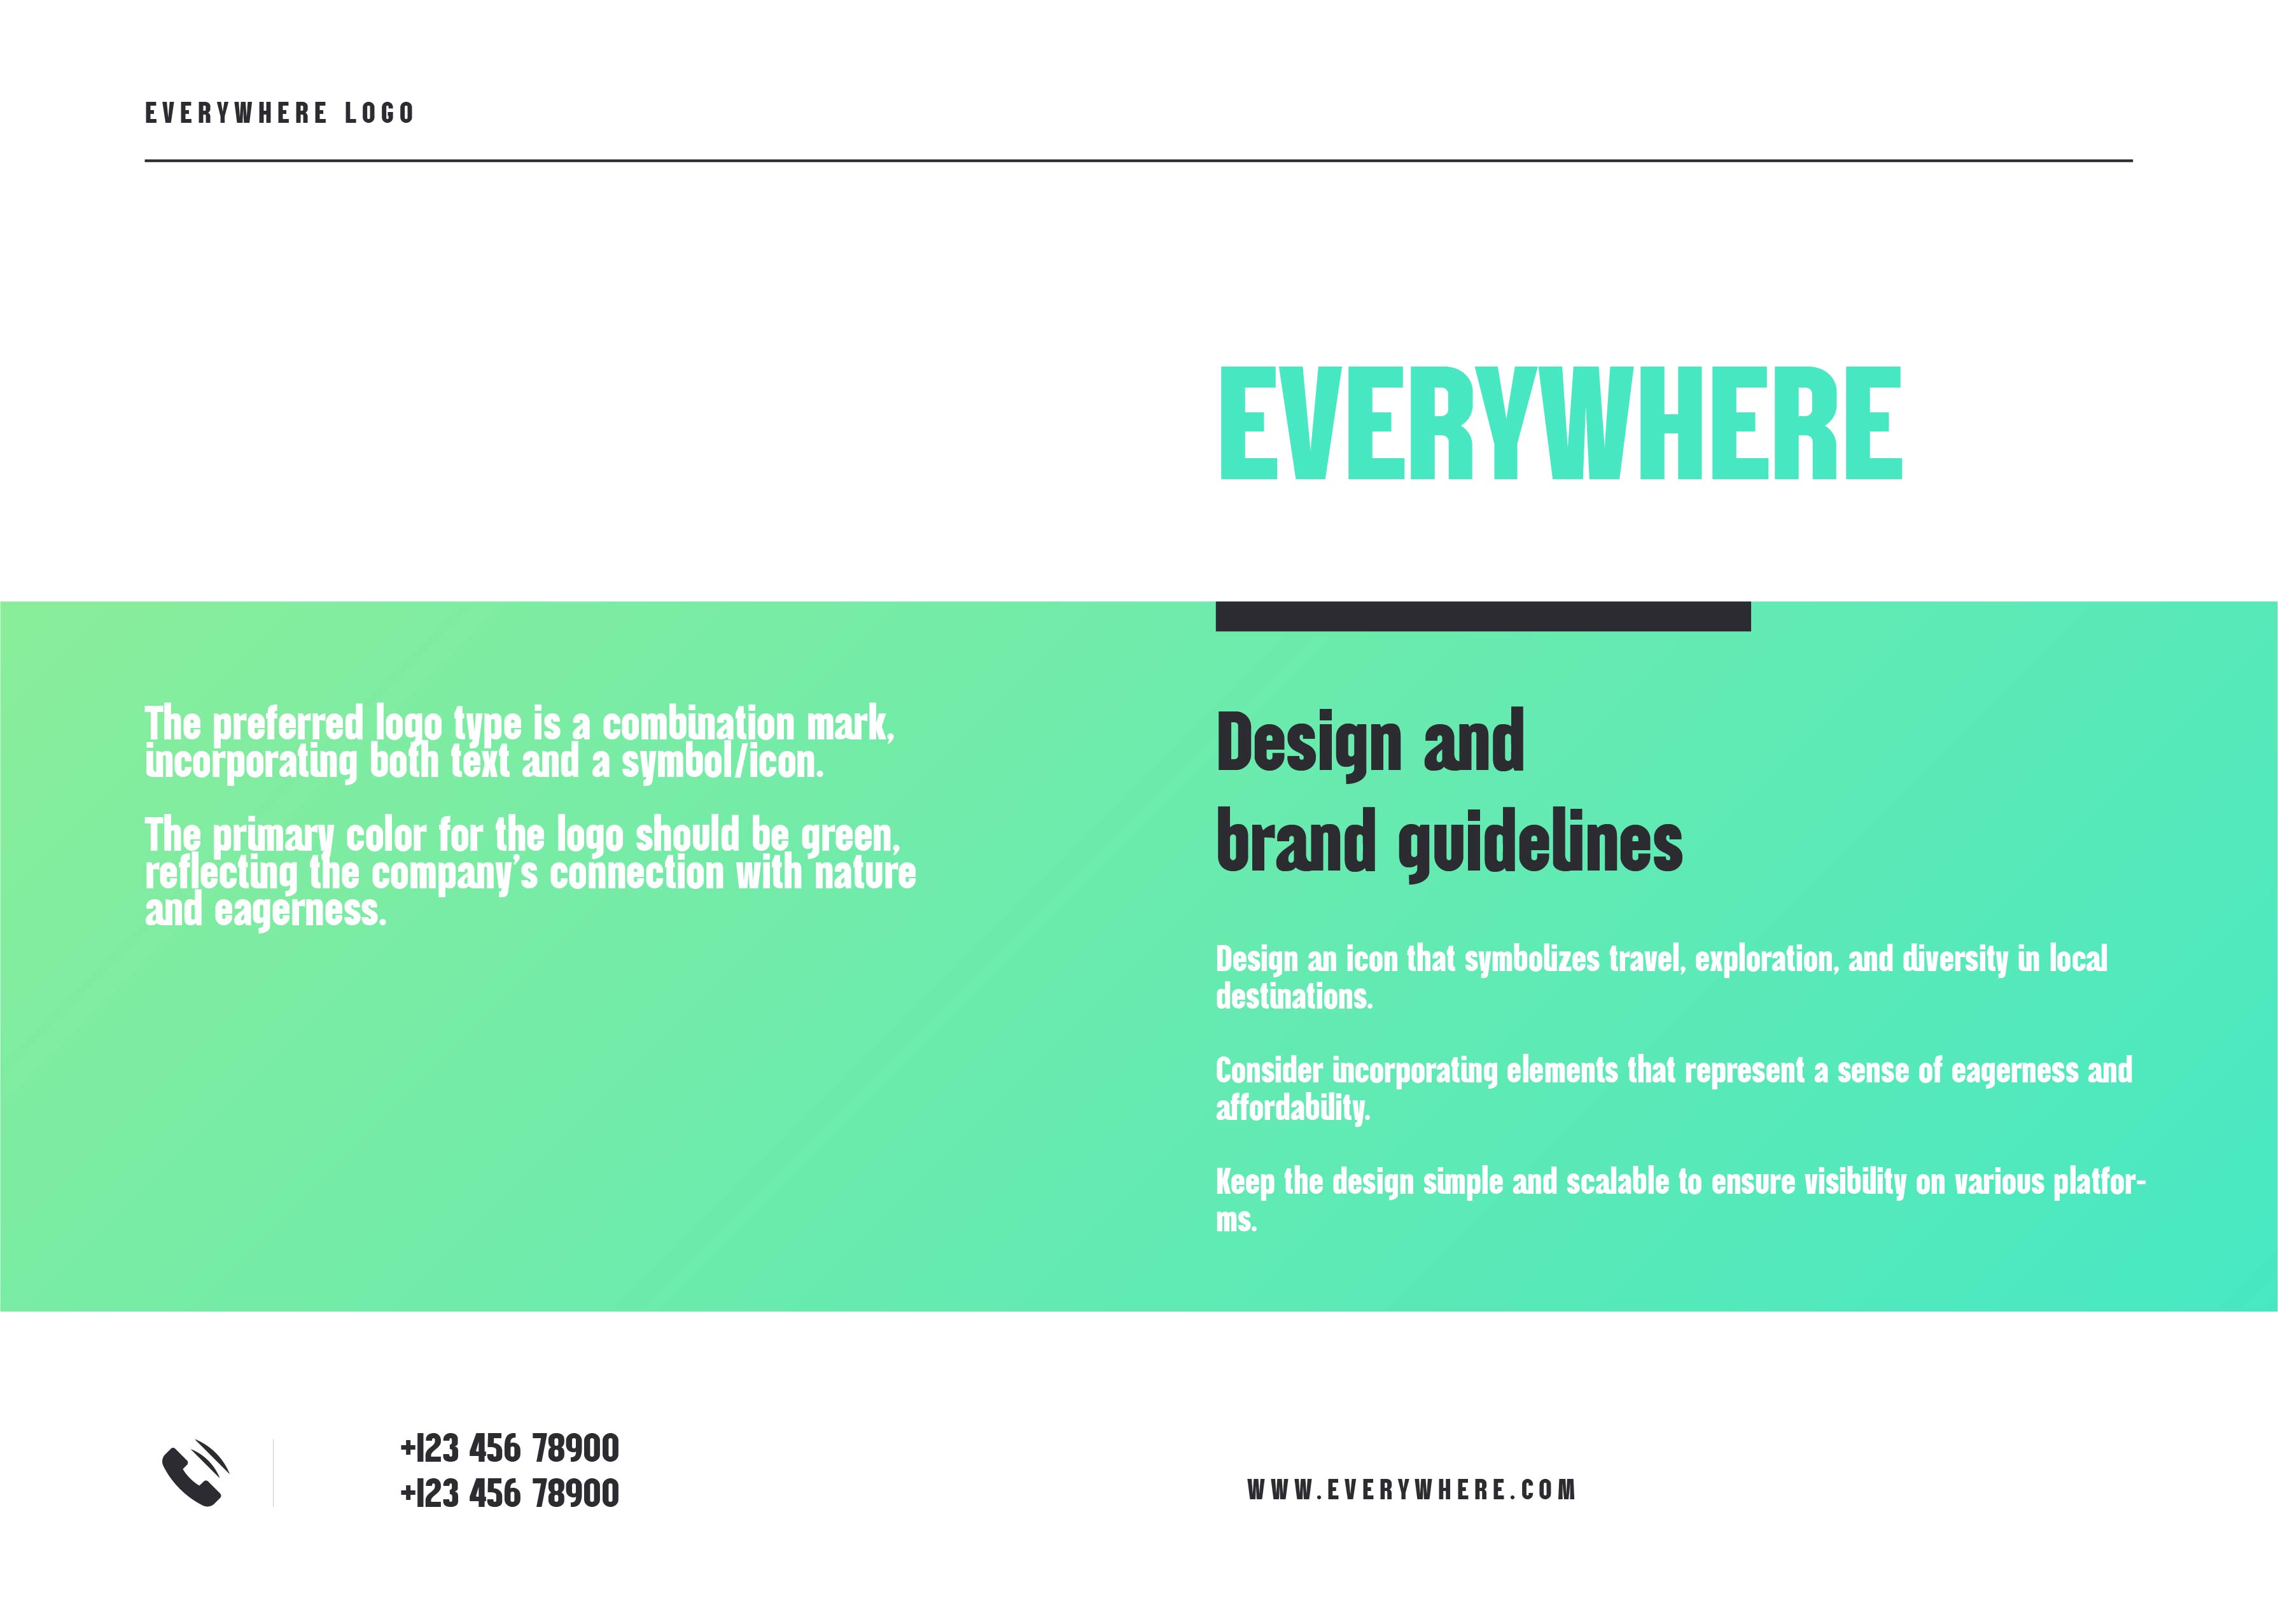 EVERYWHERE LOGO
EVERYWHERE
The preferred logo type is a combination mark,
incorporating both text and a symbol/icon.
The primary color for the logo should be green,
reflecting the company's connection with nature
and eagerness.
Design and
brand guidelines
Design an icon that symbolizes travel, exploration, and diversity in local
destinations.
Consider incorporating elements that represent a sense of eagerness and
affordability.
Keep the design simple and scalable to ensure visibility on various platfor-
ms.
+123 456 78900
+123 456 78900
WWW.EVERYWHERE.COM